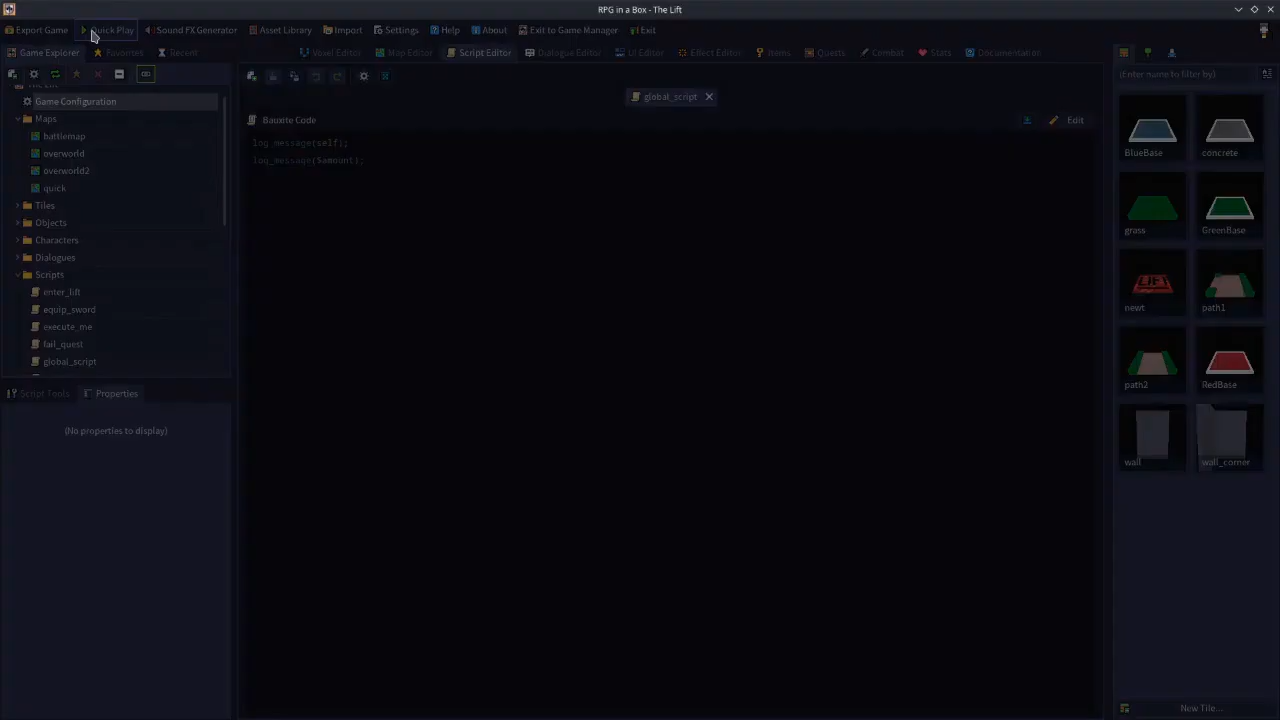 RPG in a Box - The Lift
Export Game
Quick Play
Sound FX Generator
Asset Library
Import
Settings
Help
About
Exit to Game Manager
Exit
Game Explorer
Favorites
Recent
Voxel Editor
Map Editor
Script Editor
Dialogue Editor
UI Editor
Effect Editor
Items
Quests
Combat
Stats
Documentation
(Enter name to filter by)
global_script
Bauxite Code
Edit
log_message(self);
log_message($amount);
The Lift
Game Configuration
Maps
battlemap
overworld
overworld2
quick
Tiles
Objects
Characters
Dialogues
Scripts
enter_lift
equip_sword
execute_me
fail_quest
global_script
Script Tools
Properties
(No properties to display)
BlueBase
concrete
grass
GreenBase
LIFT
newt
path1
path2
RedBase
wall
wall_corner
New Tile...